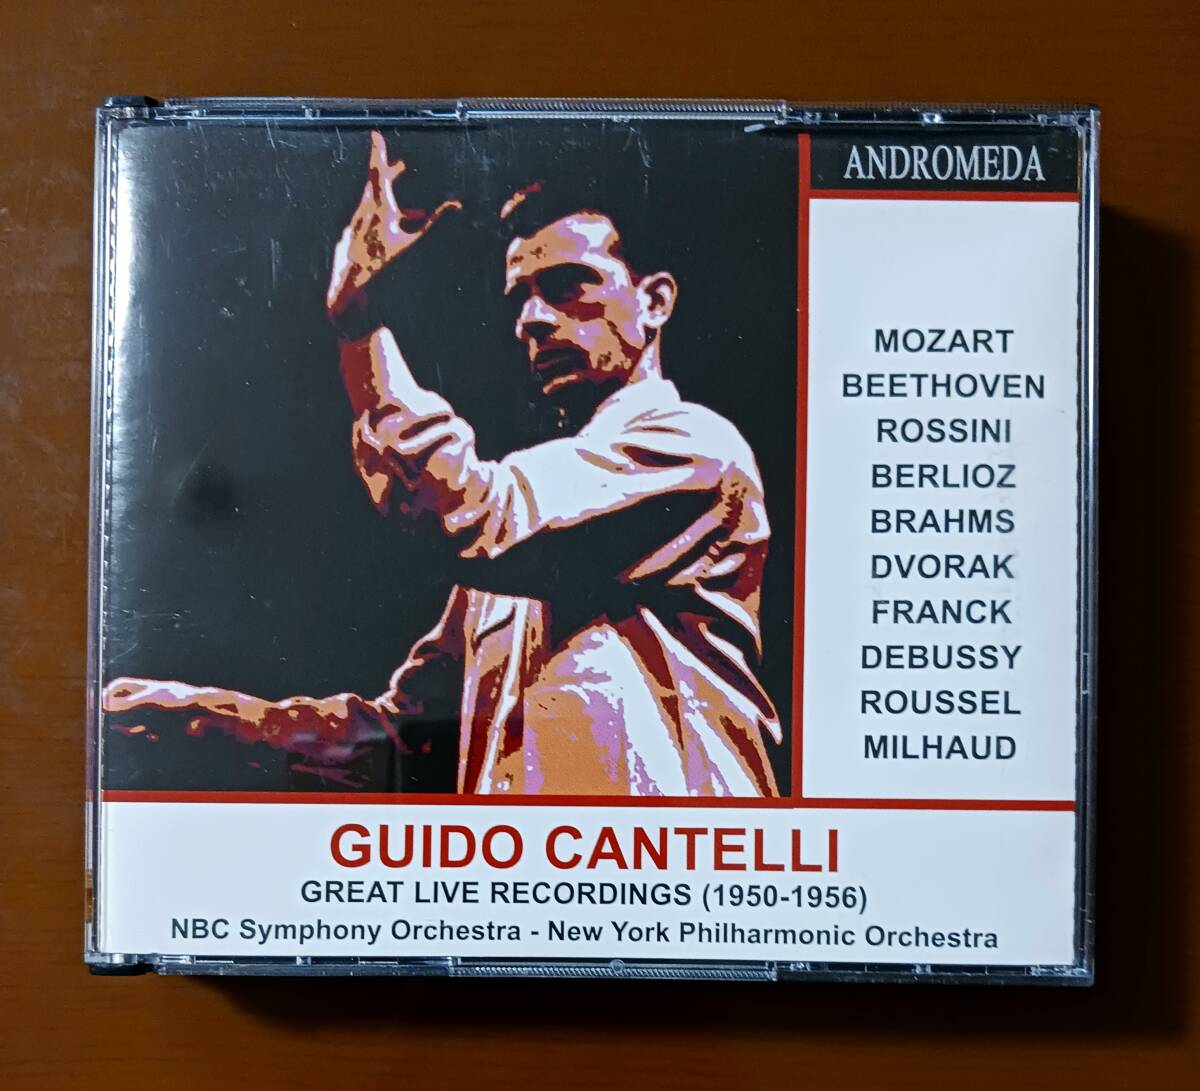 ANDROMEDA
MOZART
BEETHOVEN
ROSSINI
BERLIOZ
BRAHMS
DVORAK
FRANCK
DEBUSSY
ROUSSEL
MILHAUD
GUIDO CANTELLI
GREAT LIVE RECORDINGS (1950-1956)
NBC Symphony Orchestra - New York Philharmonic Orchestra